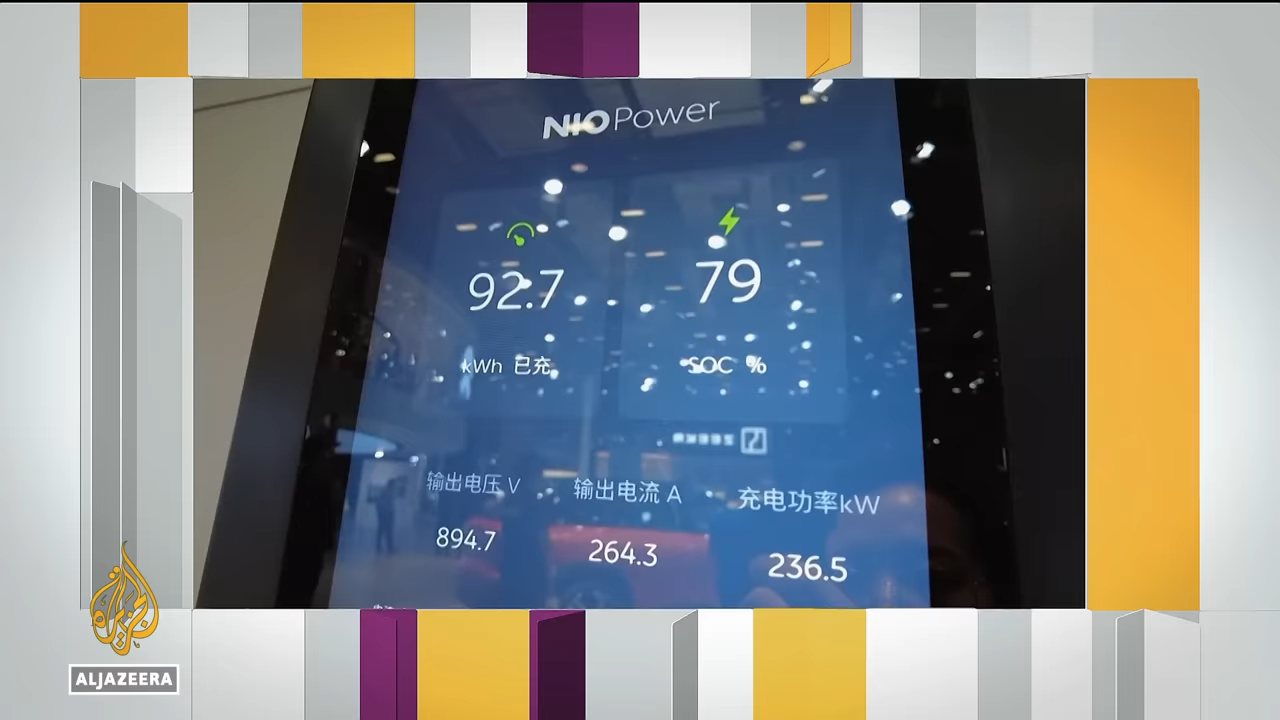 NIO Power
92.7
79
kWh 已充
SOC %
输出电压 V
输出电流 A
充电功率kW
894.7
264.3
236.5
الجزيرة
ALJAZEERA